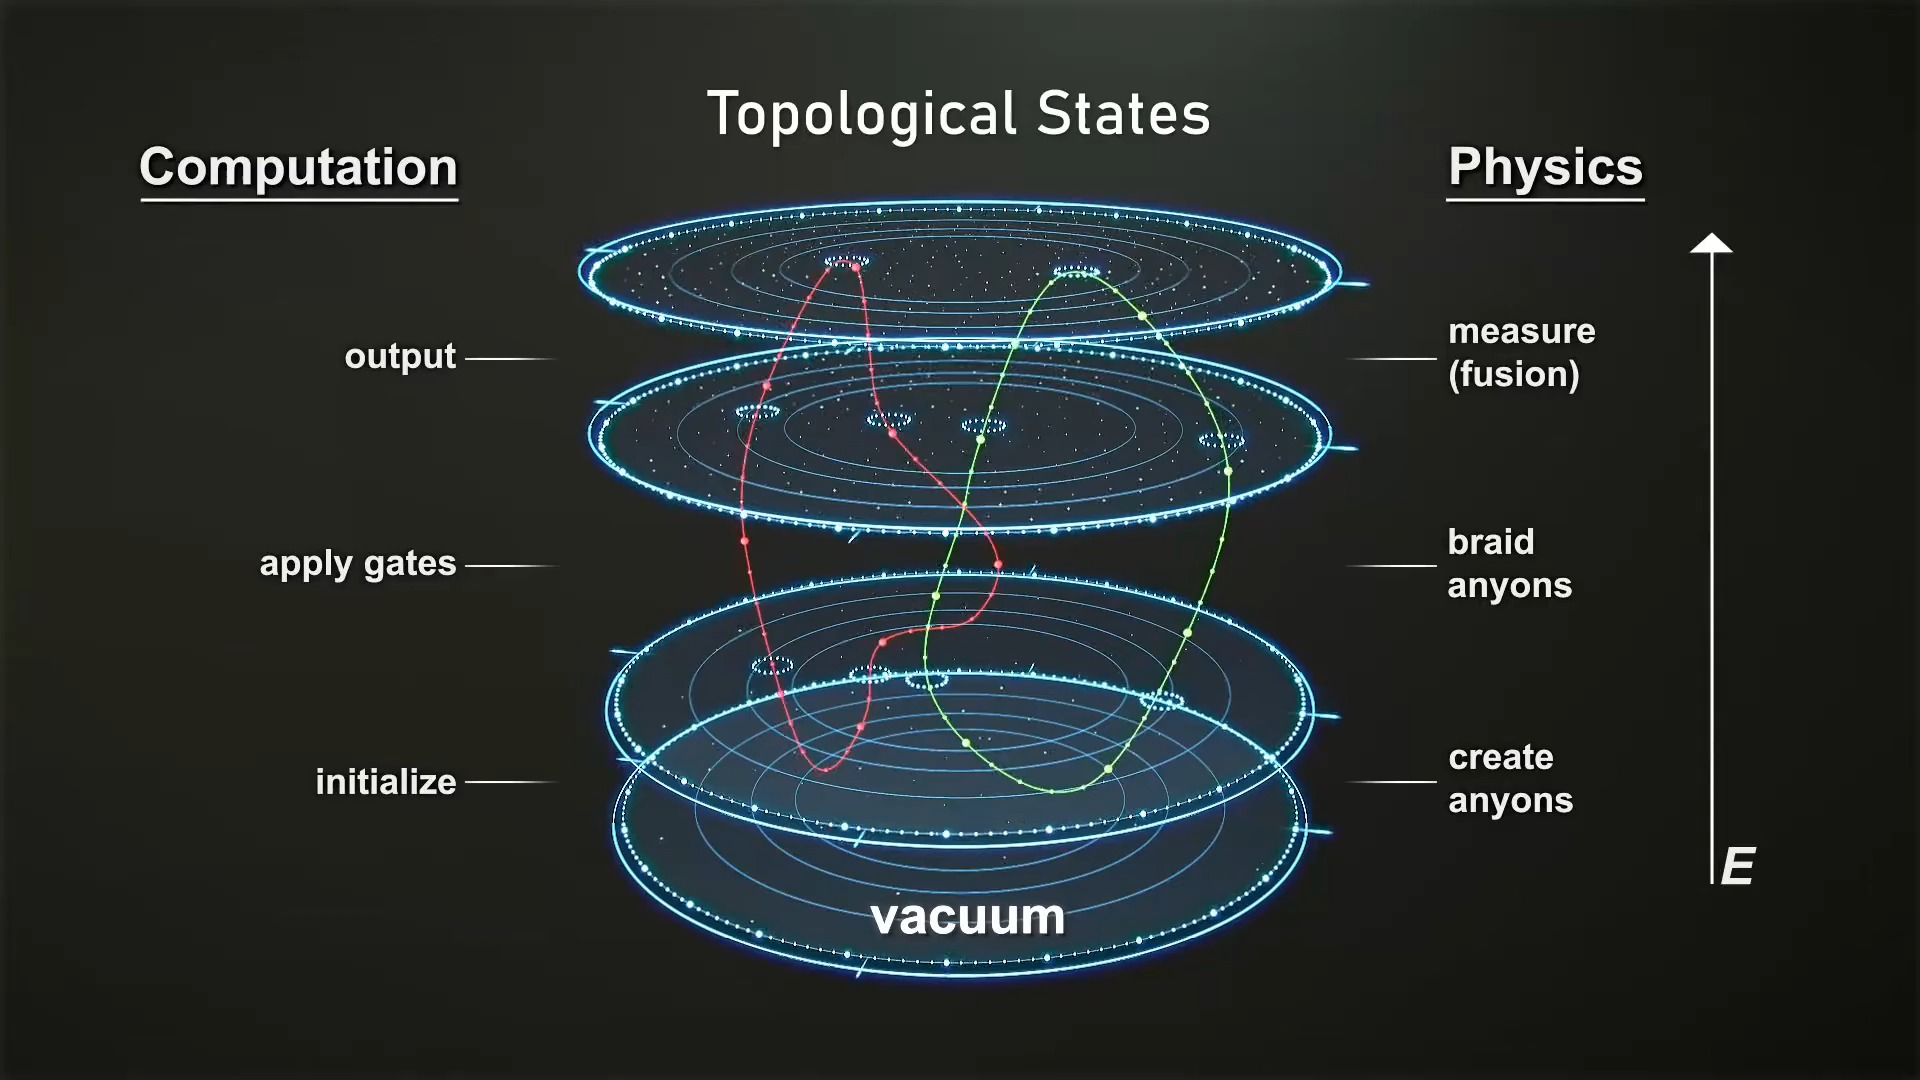 Topological States
Computation
Physics
output
measure
(fusion)
apply gates
braid
anyons
initialize
create
anyons
E
vacuum